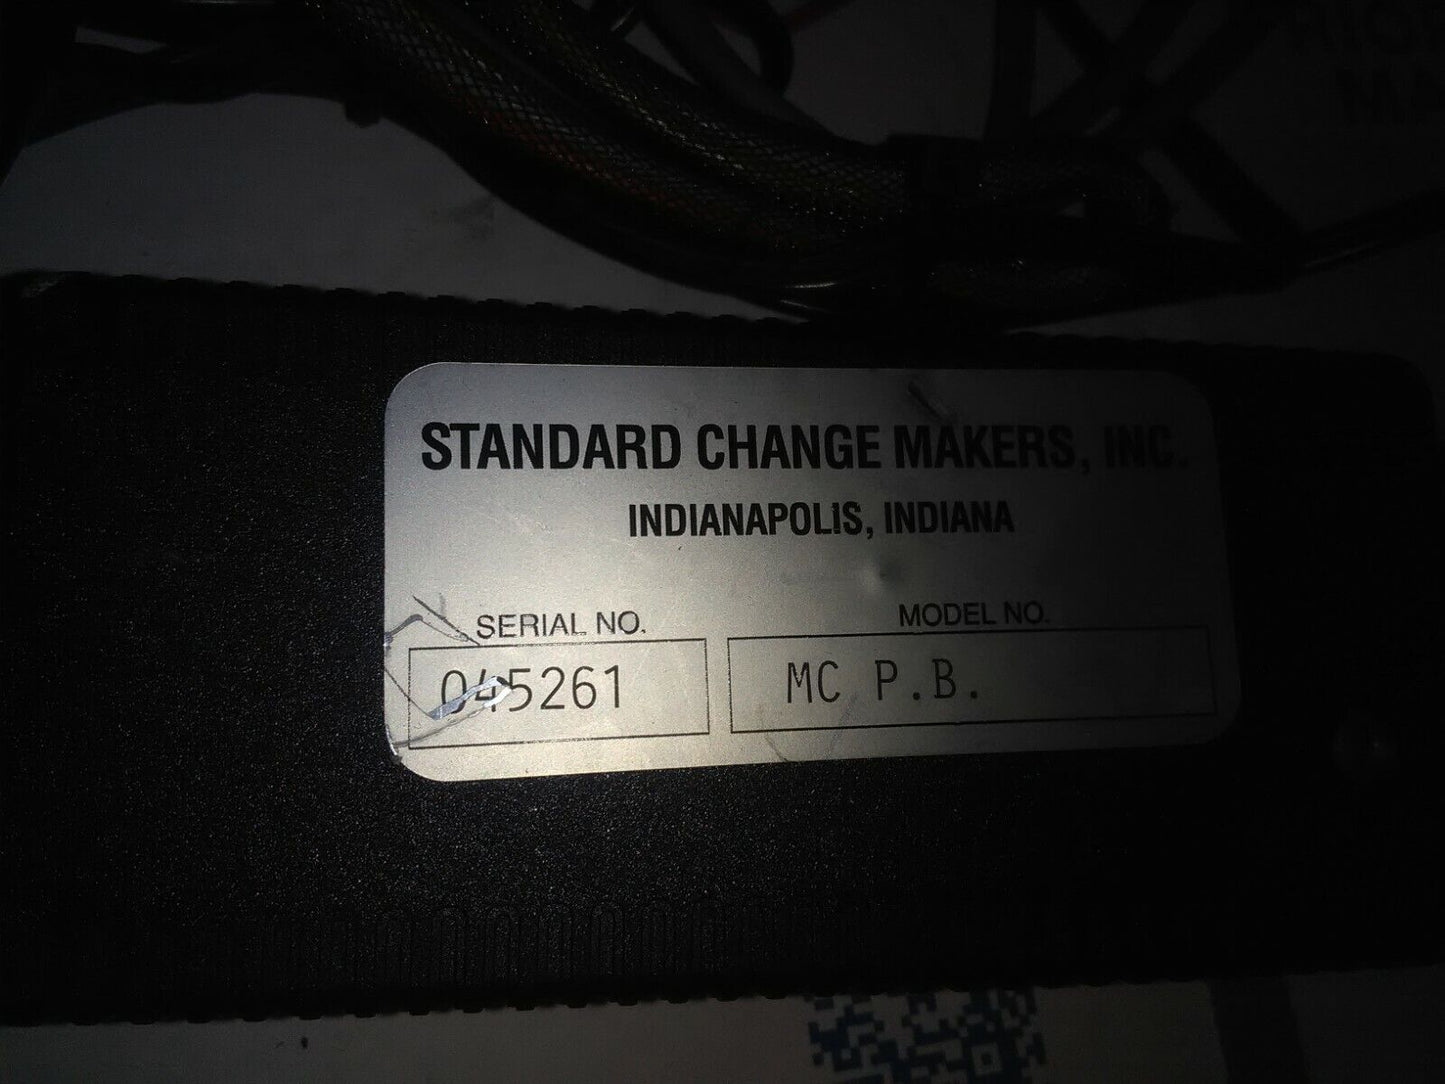 STANDARD CHANGE MAKERS, INC.
INDIANAPOLIS, INDIANA
SERIAL NO. MODEL NO.
045261 MC P.B.